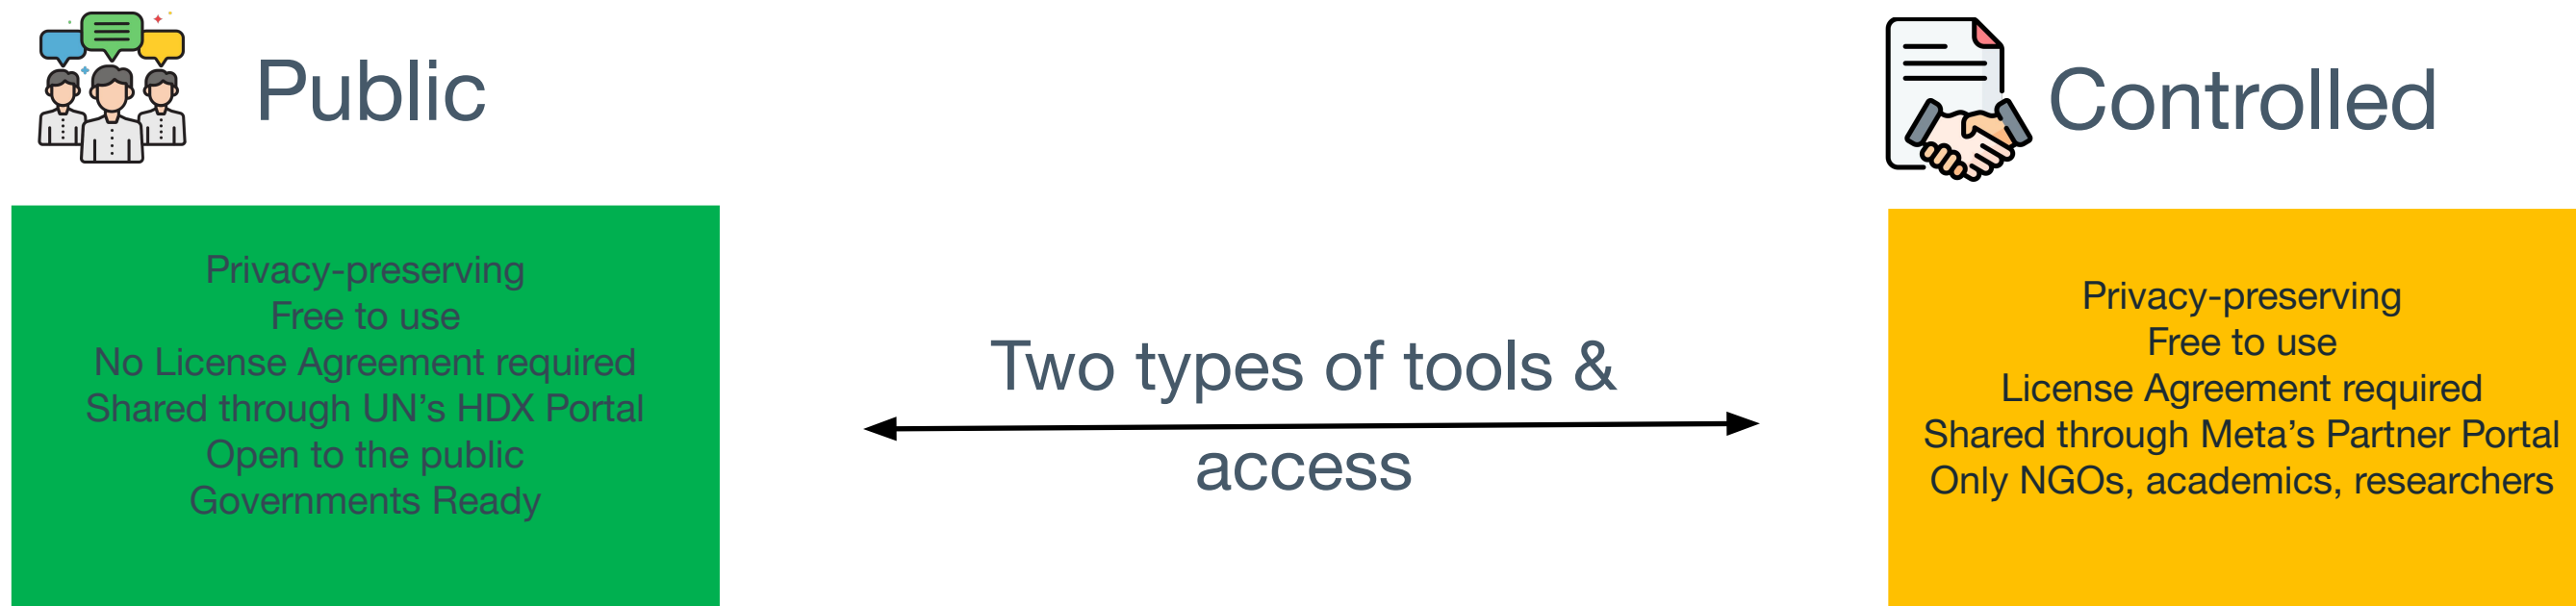 Public
Privacy-preserving
Free to use
No License Agreement required
Shared through UN's HDX Portal
Open to the public
Governments Ready
Two types of tools &
access
Controlled
Privacy-preserving
Free to use
License Agreement required
Shared through Meta's Partner Portal
Only NGOs, academics, researchers